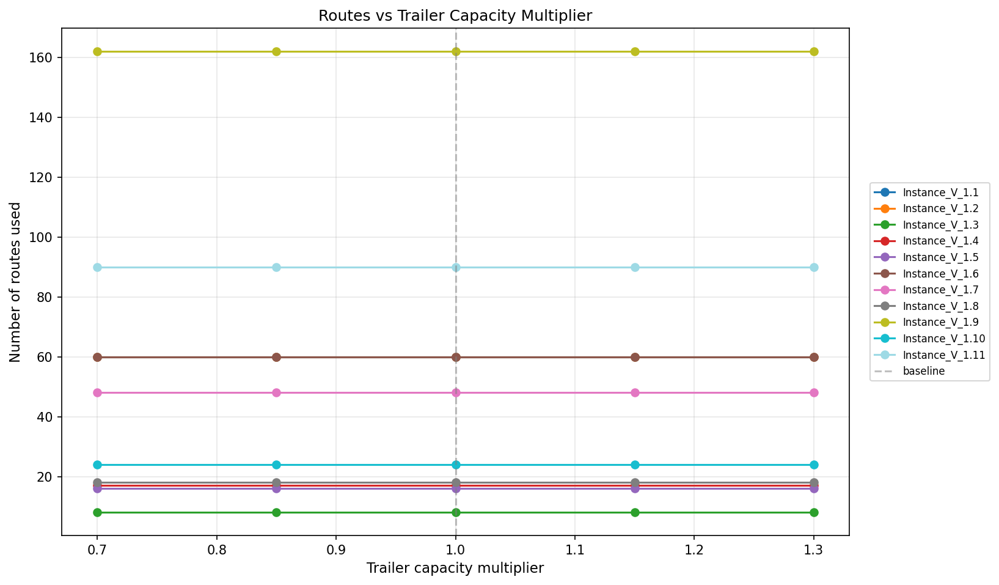 Routes vs Trailer Capacity Multiplier
Number of routes used
160
140
120
100
80
60
40
20
0.7 0.8 0.9 1.0 1.1 1.2 1.3
Trailer capacity multiplier
Instance_V_1.1
Instance_V_1.2
Instance_V_1.3
Instance_V_1.4
Instance_V_1.5
Instance_V_1.6
Instance_V_1.7
Instance_V_1.8
Instance_V_1.9
Instance_V_1.10
Instance_V_1.11
baseline